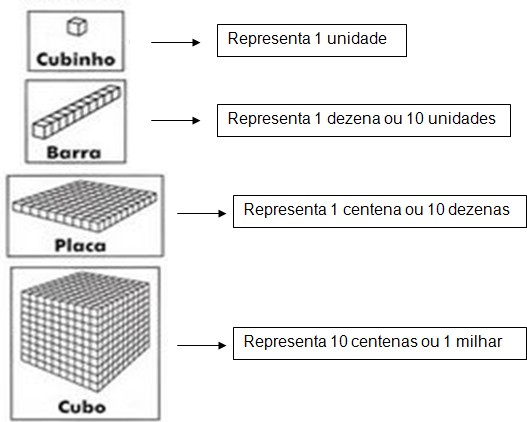 Cubinho
Representa 1 unidade
Barra
Representa 1 dezena ou 10 unidades
Placa
Representa 1 centena ou 10 dezenas
Cubo
Representa 10 centenas ou 1 milhar